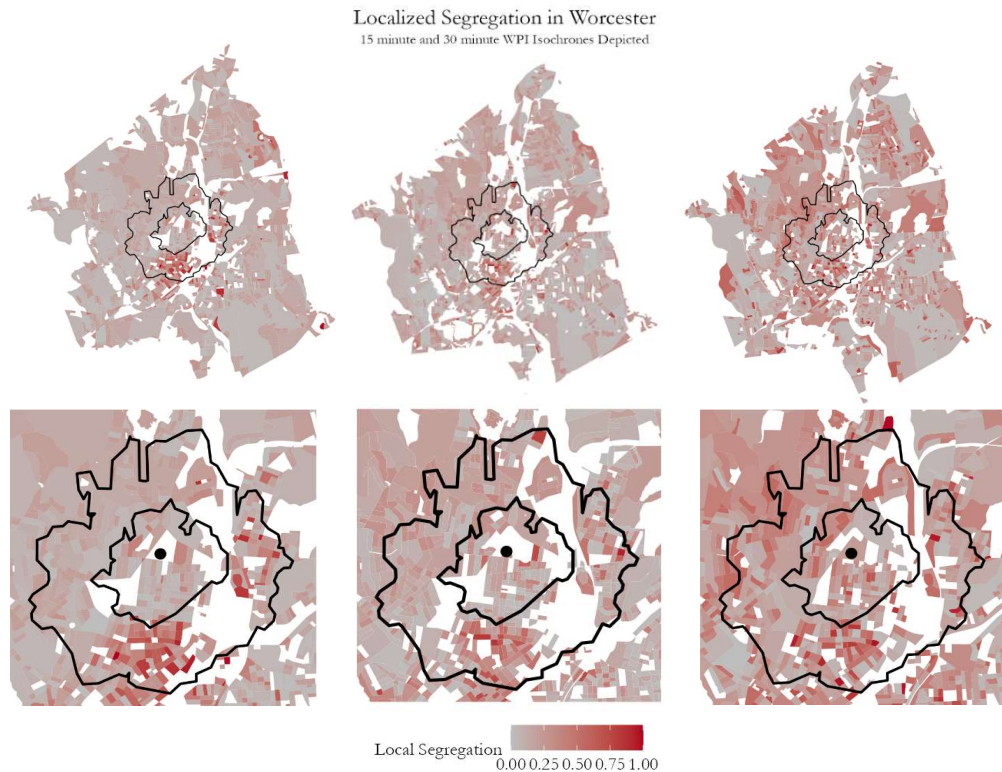 Localized Segregation in Worcester
15 minute and 30 minute WPI Isochrones Depicted
Local Segregation
0.00 0.25 0.50 0.75 1.00